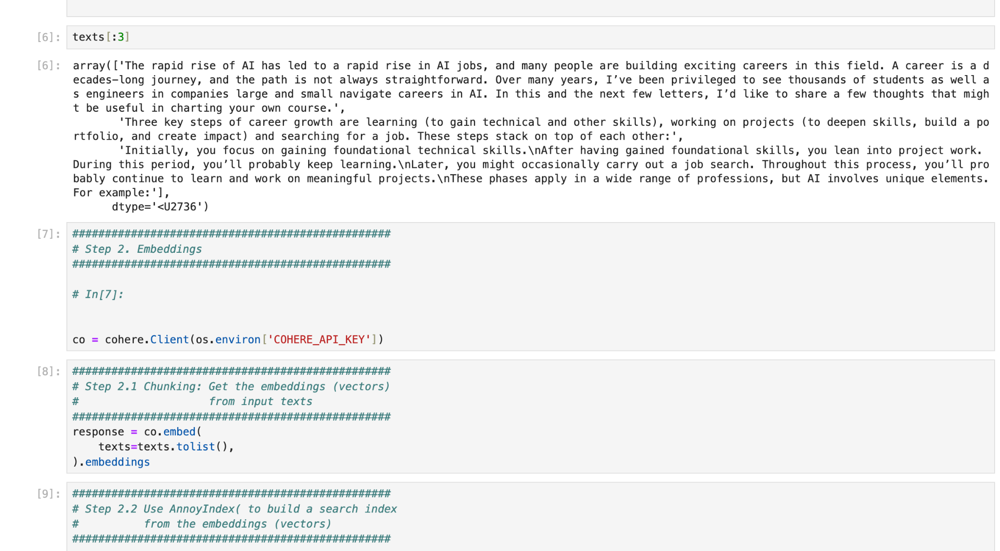 [6]: texts[:3]
[6]: array(['The rapid rise of AI has led to a rapid rise in AI jobs, and many people are building exciting careers in this field. A career is a d
ecades–long journey, and the path is not always straightforward. Over many years, I’ve been privileged to see thousands of students as well a
s engineers in companies large and small navigate careers in AI. In this and the next few letters, I’d like to share a few thoughts that migh
t be useful in charting your own course.',
       'Three key steps of career growth are learning (to gain technical and other skills), working on projects (to deepen skills, build a po
rtfolio, and create impact) and searching for a job. These steps stack on top of each other:',
       'Initially, you focus on gaining foundational technical skills.\nAfter having gained foundational skills, you lean into project work.
During this period, you’ll probably keep learning.\nLater, you might occasionally carry out a job search. Throughout this process, you’ll pro
bably continue to learn and work on meaningful projects.\nThese phases apply in a wide range of professions, but AI involves unique elements.
For example:'],
      dtype='<U2736')
[7]: #################################################
# Step 2. Embeddings
#################################################
# In[7]:
co = cohere.Client(os.environ['COHERE_API_KEY'])
[8]: #################################################
# Step 2.1 Chunking: Get the embeddings (vectors)
#                    from input texts
#################################################
response = co.embed(
    texts=texts.tolist(),
).embeddings
[9]: #################################################
# Step 2.2 Use AnnoyIndex( to build a search index
#          from the embeddings (vectors)
#################################################